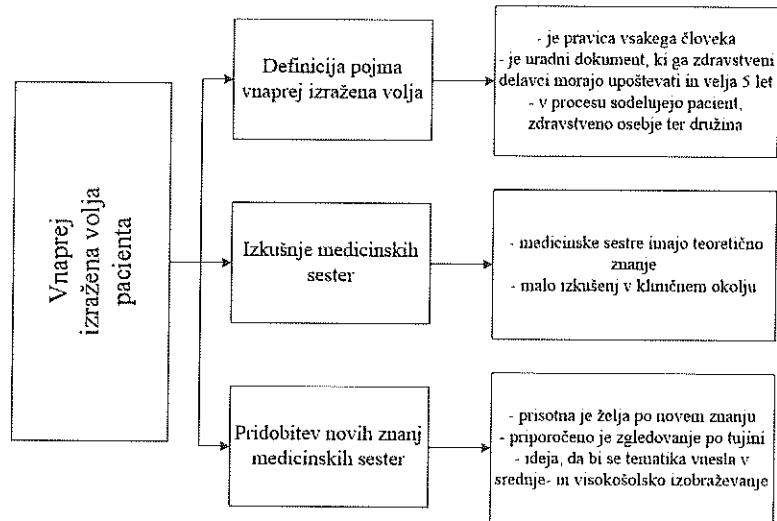 Vnaprej
izražena volja
pacienta
Definicija pojma
vnaprej izražena volja
- je pravica vsakega človeka
- je uradni dokument, ki ga zdravstveni
delavci morajo upoštevati in velja 5 let
- v procesu sodelujejo pacient,
zdravstveno osebje ter družina
Izkušnje medicinskih
sester
- medicinske sestre imajo teoretično
znanje
- malo izkušenj v kliničnem okolju
Pridobitev novih znanj
medicinskih sester
- prisotna je želja po novem znanju
- priporočeno je zgledovanje po tujini
- ideja, da bi se tematika vnesla v
srednje- in visokošolsko izobraževanje